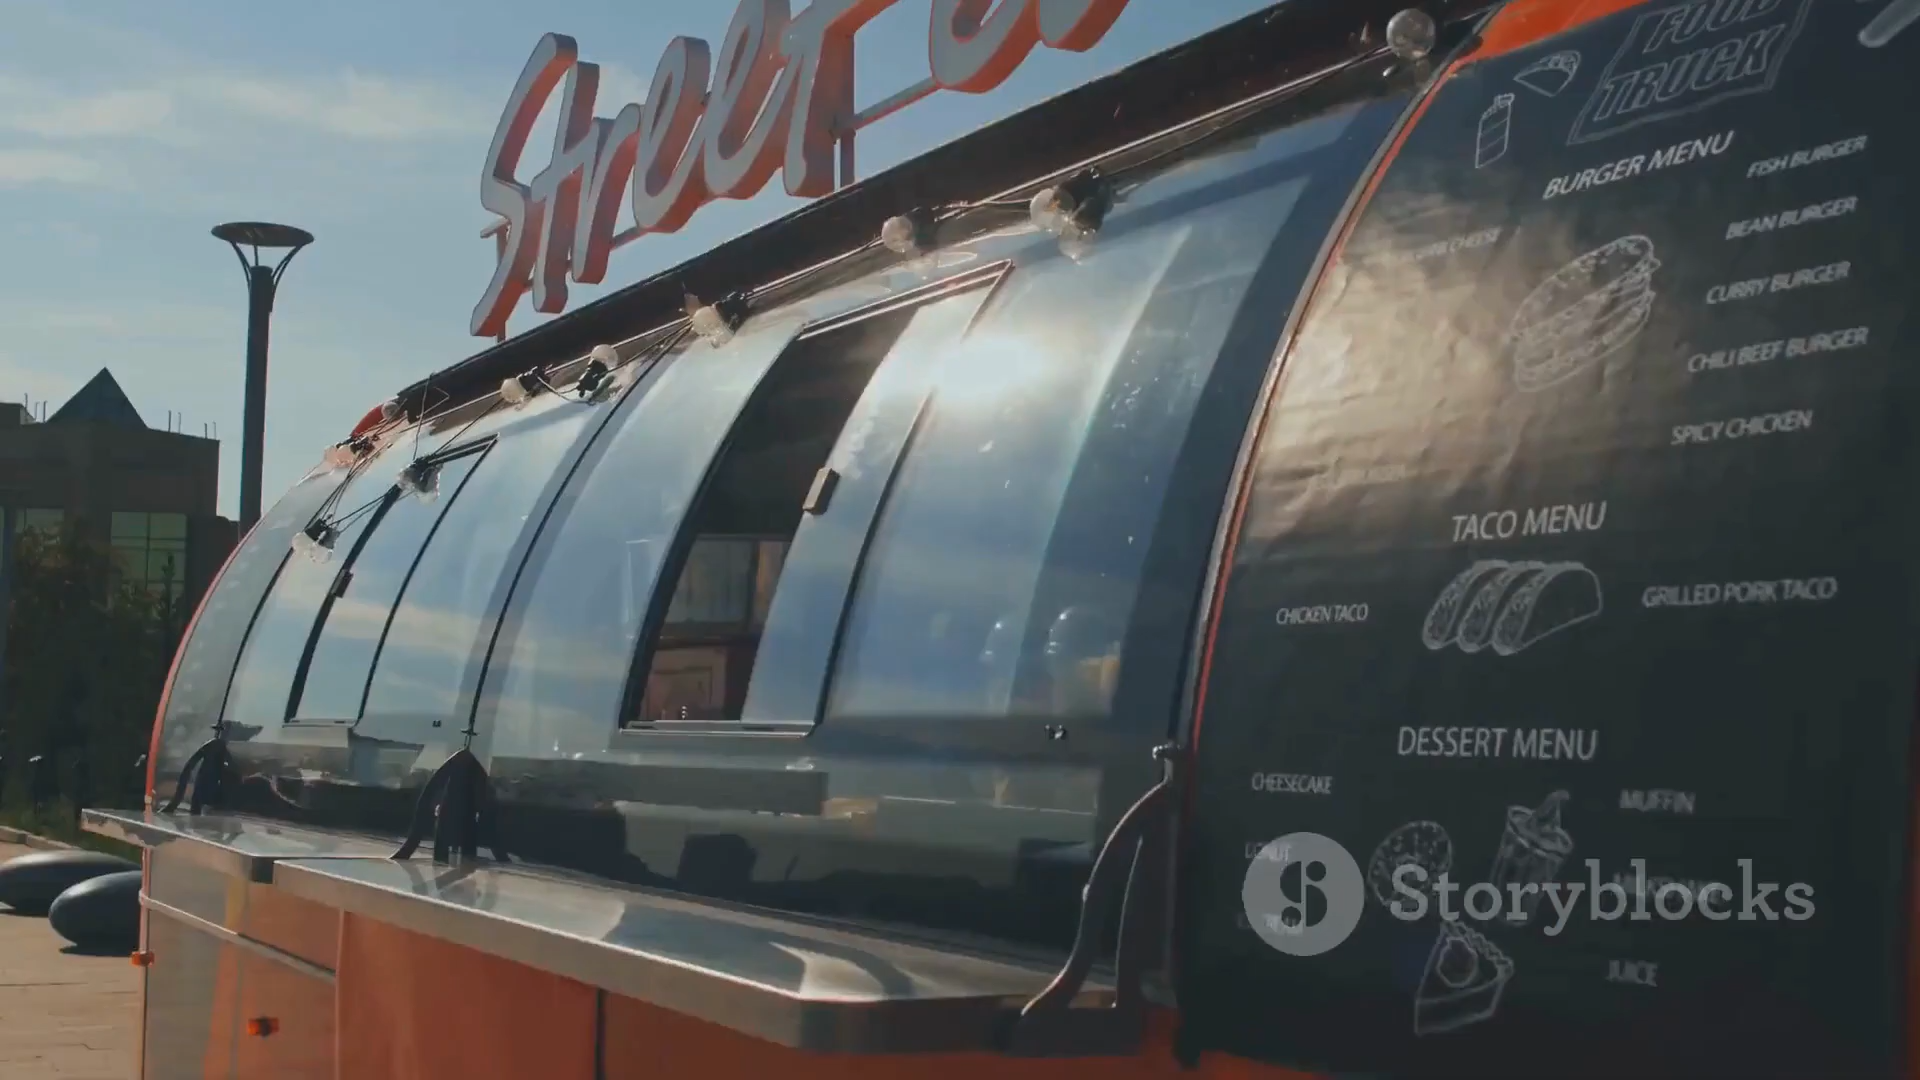 Street
FOOD
TRUCK
BURGER MENU
FISH BURGER
BEAN BURGER
CURRY BURGER
CHILI BEEF BURGER
SPICY CHICKEN
TACO MENU
CHICKEN TACO
GRILLED PORK TACO
DESSERT MENU
CHEESECAKE
MUFFIN
JUICE
Storyblocks